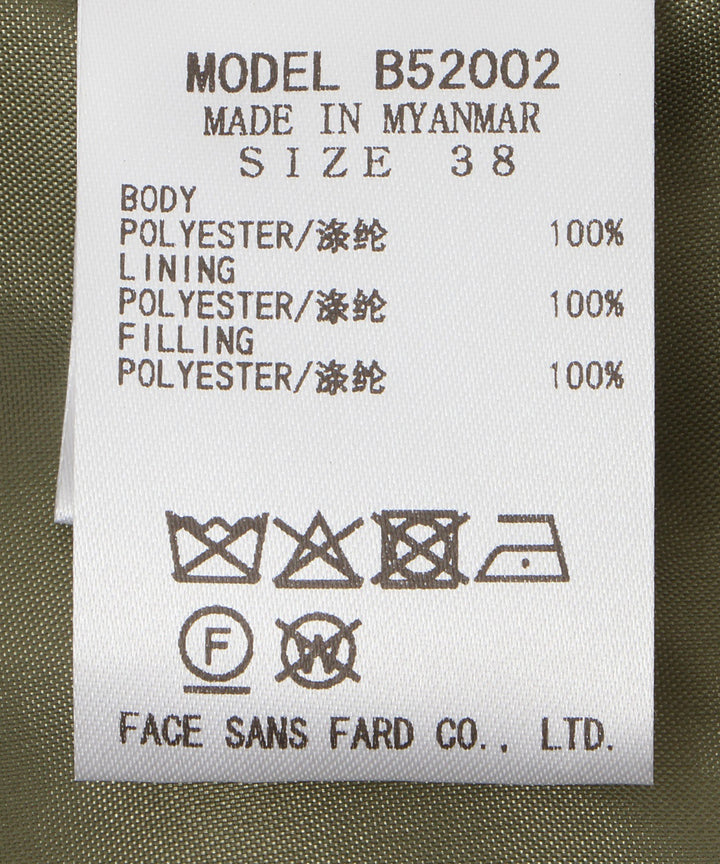 MODEL B52002
MADE IN MYANMAR
SIZE 38
BODY
POLYESTER/涤纶 100%
LINING
POLYESTER/涤纶 100%
FILLING
POLYESTER/涤纶 100%
F W
FACE SANS FARD CO., LTD.